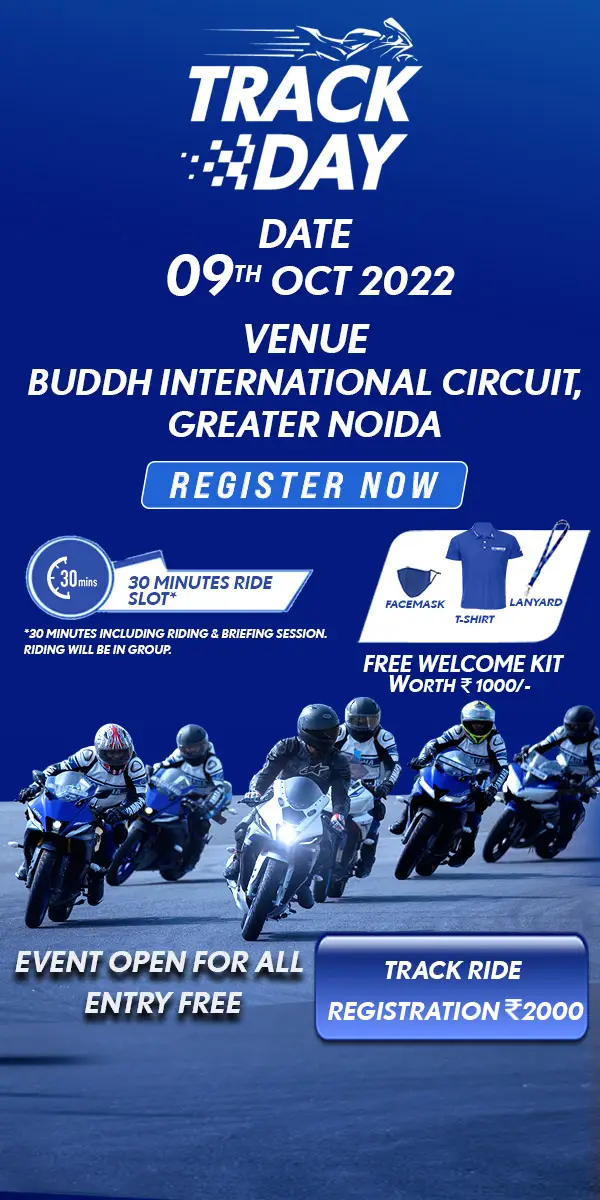 TRACK
DAY
DATE
09TH OCT 2022
VENUE
BUDDH INTERNATIONAL CIRCUIT,
GREATER NOIDA
REGISTER NOW
30 mins
30 MINUTES RIDE
SLOT*
*30 MINUTES INCLUDING RIDING & BRIEFING SESSION.
RIDING WILL BE IN GROUP.
FACEMASK
T-SHIRT
LANYARD
FREE WELCOME KIT
WORTH ₹ 1000/-
EVENT OPEN FOR ALL
ENTRY FREE
TRACK RIDE
REGISTRATION ₹2000